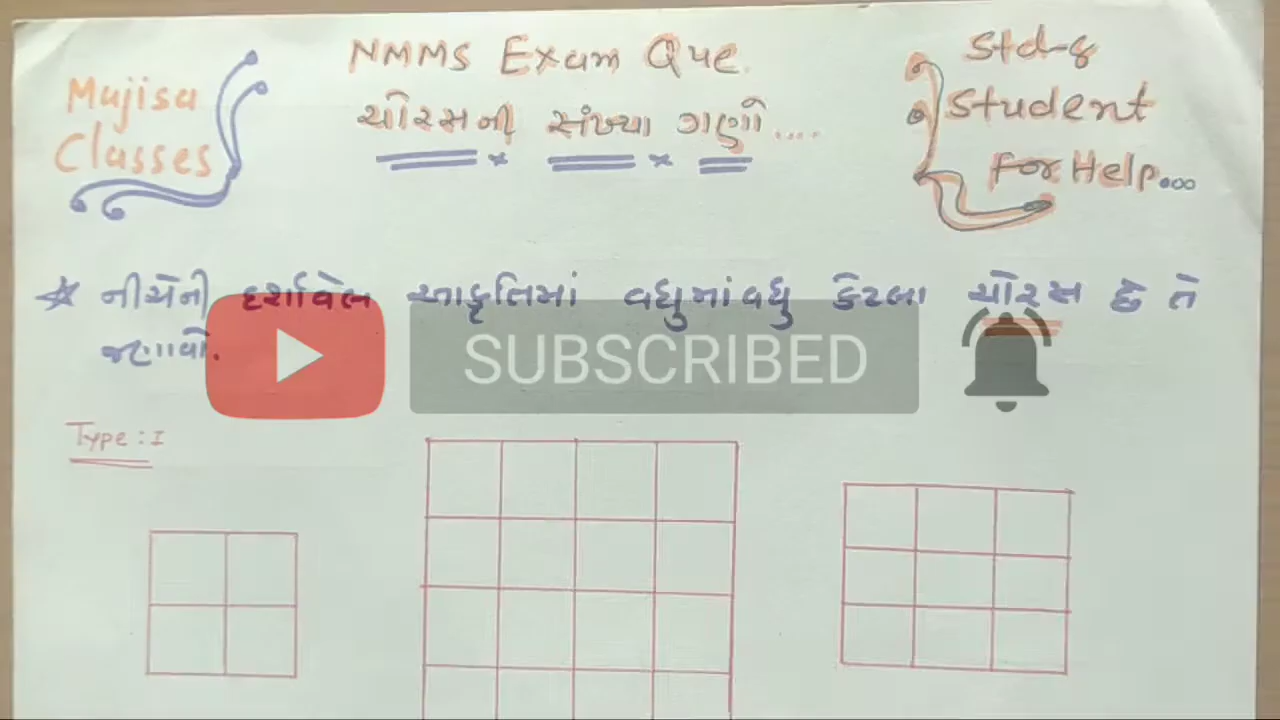 Mujisa
Classes
NMMS Exam Que.
ચોરસની સંખ્યા ગણો....
Std-8
Student
For Help...
નીચેની દર્શાવેલ આકૃતિમાં વધુમાંવધુ કેટલા ચોરસ છે તે
જણાવો.
SUBSCRIBED
Type : I